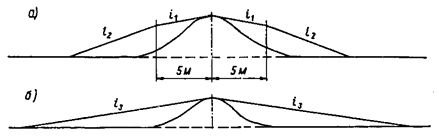 а)
i₂ i₁ i₁ i₂
5м 5м
б)
i₃ i₃